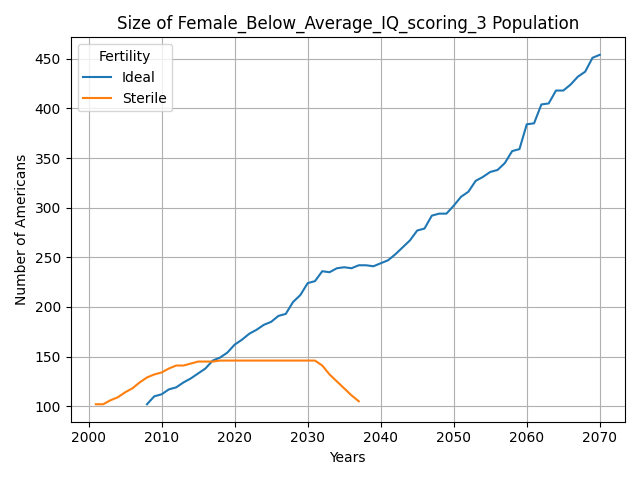 Size of Female_Below_Average_IQ_scoring_3 Population
Fertility
Ideal
Sterile
Number of Americans
450
400
350
300
250
200
150
100
2000 2010 2020 2030 2040 2050 2060 2070
Years